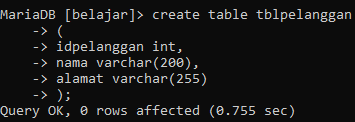 MariaDB [belajar]> create table tblpelanggan
-> (
-> idpelanggan int,
-> nama varchar(200),
-> alamat varchar(255)
-> );
Query OK, 0 rows affected (0.755 sec)